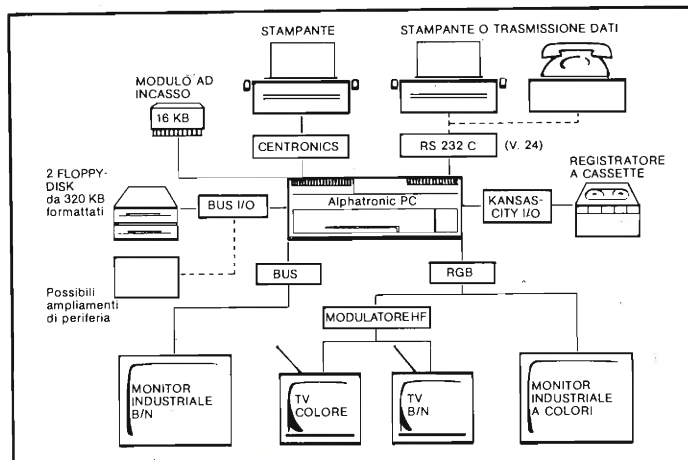 STAMPANTE
STAMPANTE O TRASMISSIONE DATI
MODULO AD
INCASSO
16 KB
CENTRONICS
RS 232 C
(V. 24)
REGISTRATORE
A CASSETTE
2 FLOPPY-
DISK
da 320 KB
formattati
BUS I/O
Alphatronic PC
KANSAS-
CITY I/O
BUS
RGB
Possibili
ampliamenti
di periferia
MODULATORE HF
MONITOR
INDUSTRIALE
B/N
TV
COLORE
TV
B/N
MONITOR
INDUSTRIALE
A COLORI